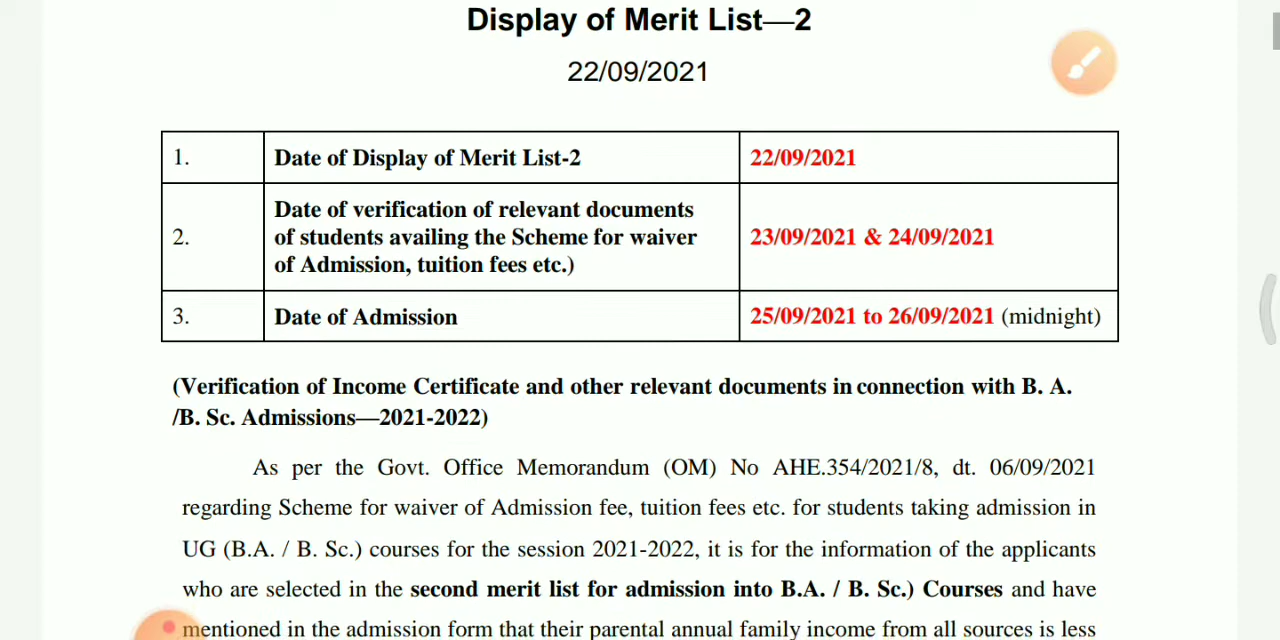 Display of Merit List—2
22/09/2021
1. Date of Display of Merit List-2 22/09/2021
2. Date of verification of relevant documents
of students availing the Scheme for waiver
of Admission, tuition fees etc.) 23/09/2021 & 24/09/2021
3. Date of Admission 25/09/2021 to 26/09/2021 (midnight)
(Verification of Income Certificate and other relevant documents in connection with B. A.
/B. Sc. Admissions—2021-2022)
As per the Govt. Office Memorandum (OM) No AHE.354/2021/8, dt. 06/09/2021
regarding Scheme for waiver of Admission fee, tuition fees etc. for students taking admission in
UG (B.A. / B. Sc.) courses for the session 2021-2022, it is for the information of the applicants
who are selected in the second merit list for admission into B.A. / B. Sc.) Courses and have
mentioned in the admission form that their parental annual family income from all sources is less